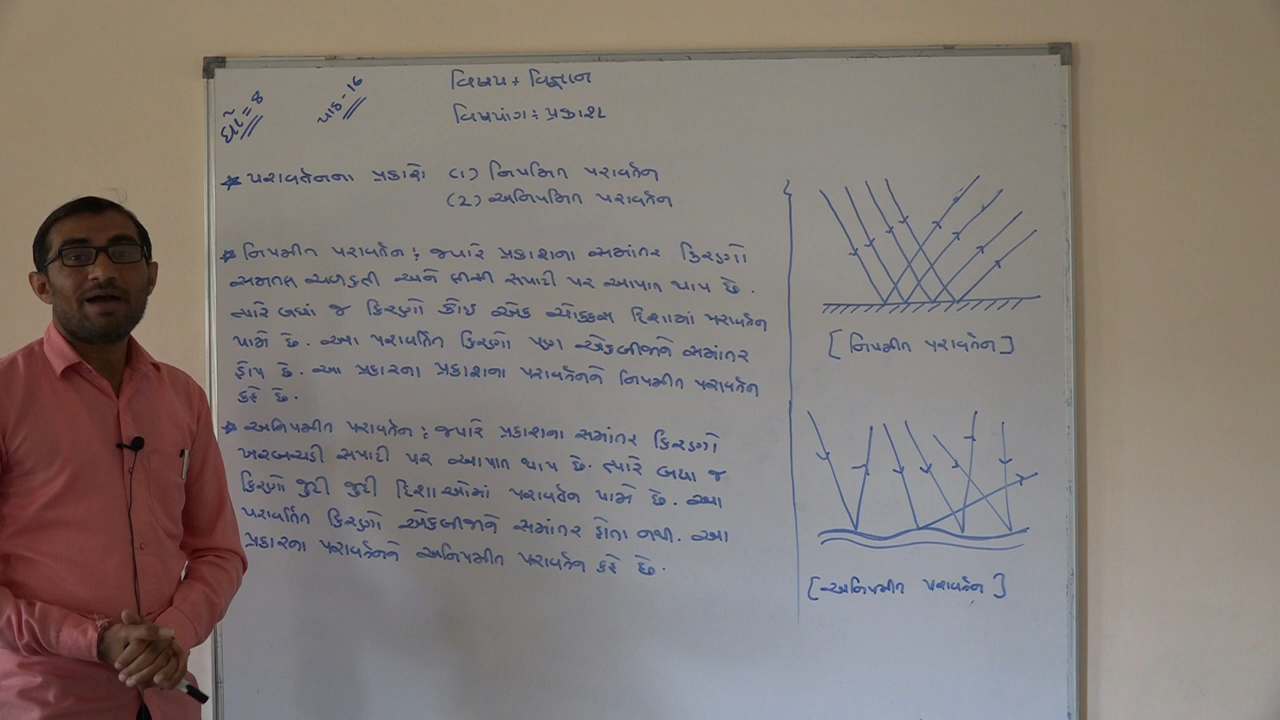 ધોરણ = 8
પાઠ - 16
વિષય : વિજ્ઞાન
વિષયાંગ : પ્રકાશ
* પરાવર્તનના પ્રકારો (1) નિયમિત પરાવર્તન
(2) અનિયમિત પરાવર્તન
* નિયમીત પરાવર્તન : જ્યારે પ્રકાશના સમાંતર કિરણો
સમતલ ચળકતી અને લીસી સપાટી પર આપાત થાય છે.
ત્યારે બધાં જ કિરણો કોઇ એક ચોક્કસ દિશામાં પરાવર્તન
પામે છે. આ પરાવર્તિત કિરણો પણ એકબીજાને સમાંતર
હોય છે. આ પ્રકારના પ્રકાશના પરાવર્તનને નિયમીત પરાવર્તન
કહે છે.
* અનિયમીત પરાવર્તન : જ્યારે પ્રકાશના સમાંતર કિરણો
ખરબચડી સપાટી પર આપાત થાય છે. ત્યારે બધા જ
કિરણો જુદી જુદી દિશાઓમાં પરાવર્તન પામે છે. આ
પરાવર્તિત કિરણો એકબીજાને સમાંતર હોતા નથી. આ
પ્રકારના પરાવર્તનને અનિયમીત પરાવર્તન કહે છે.
[નિયમીત પરાવર્તન]
[અનિયમીત પરાવર્તન]